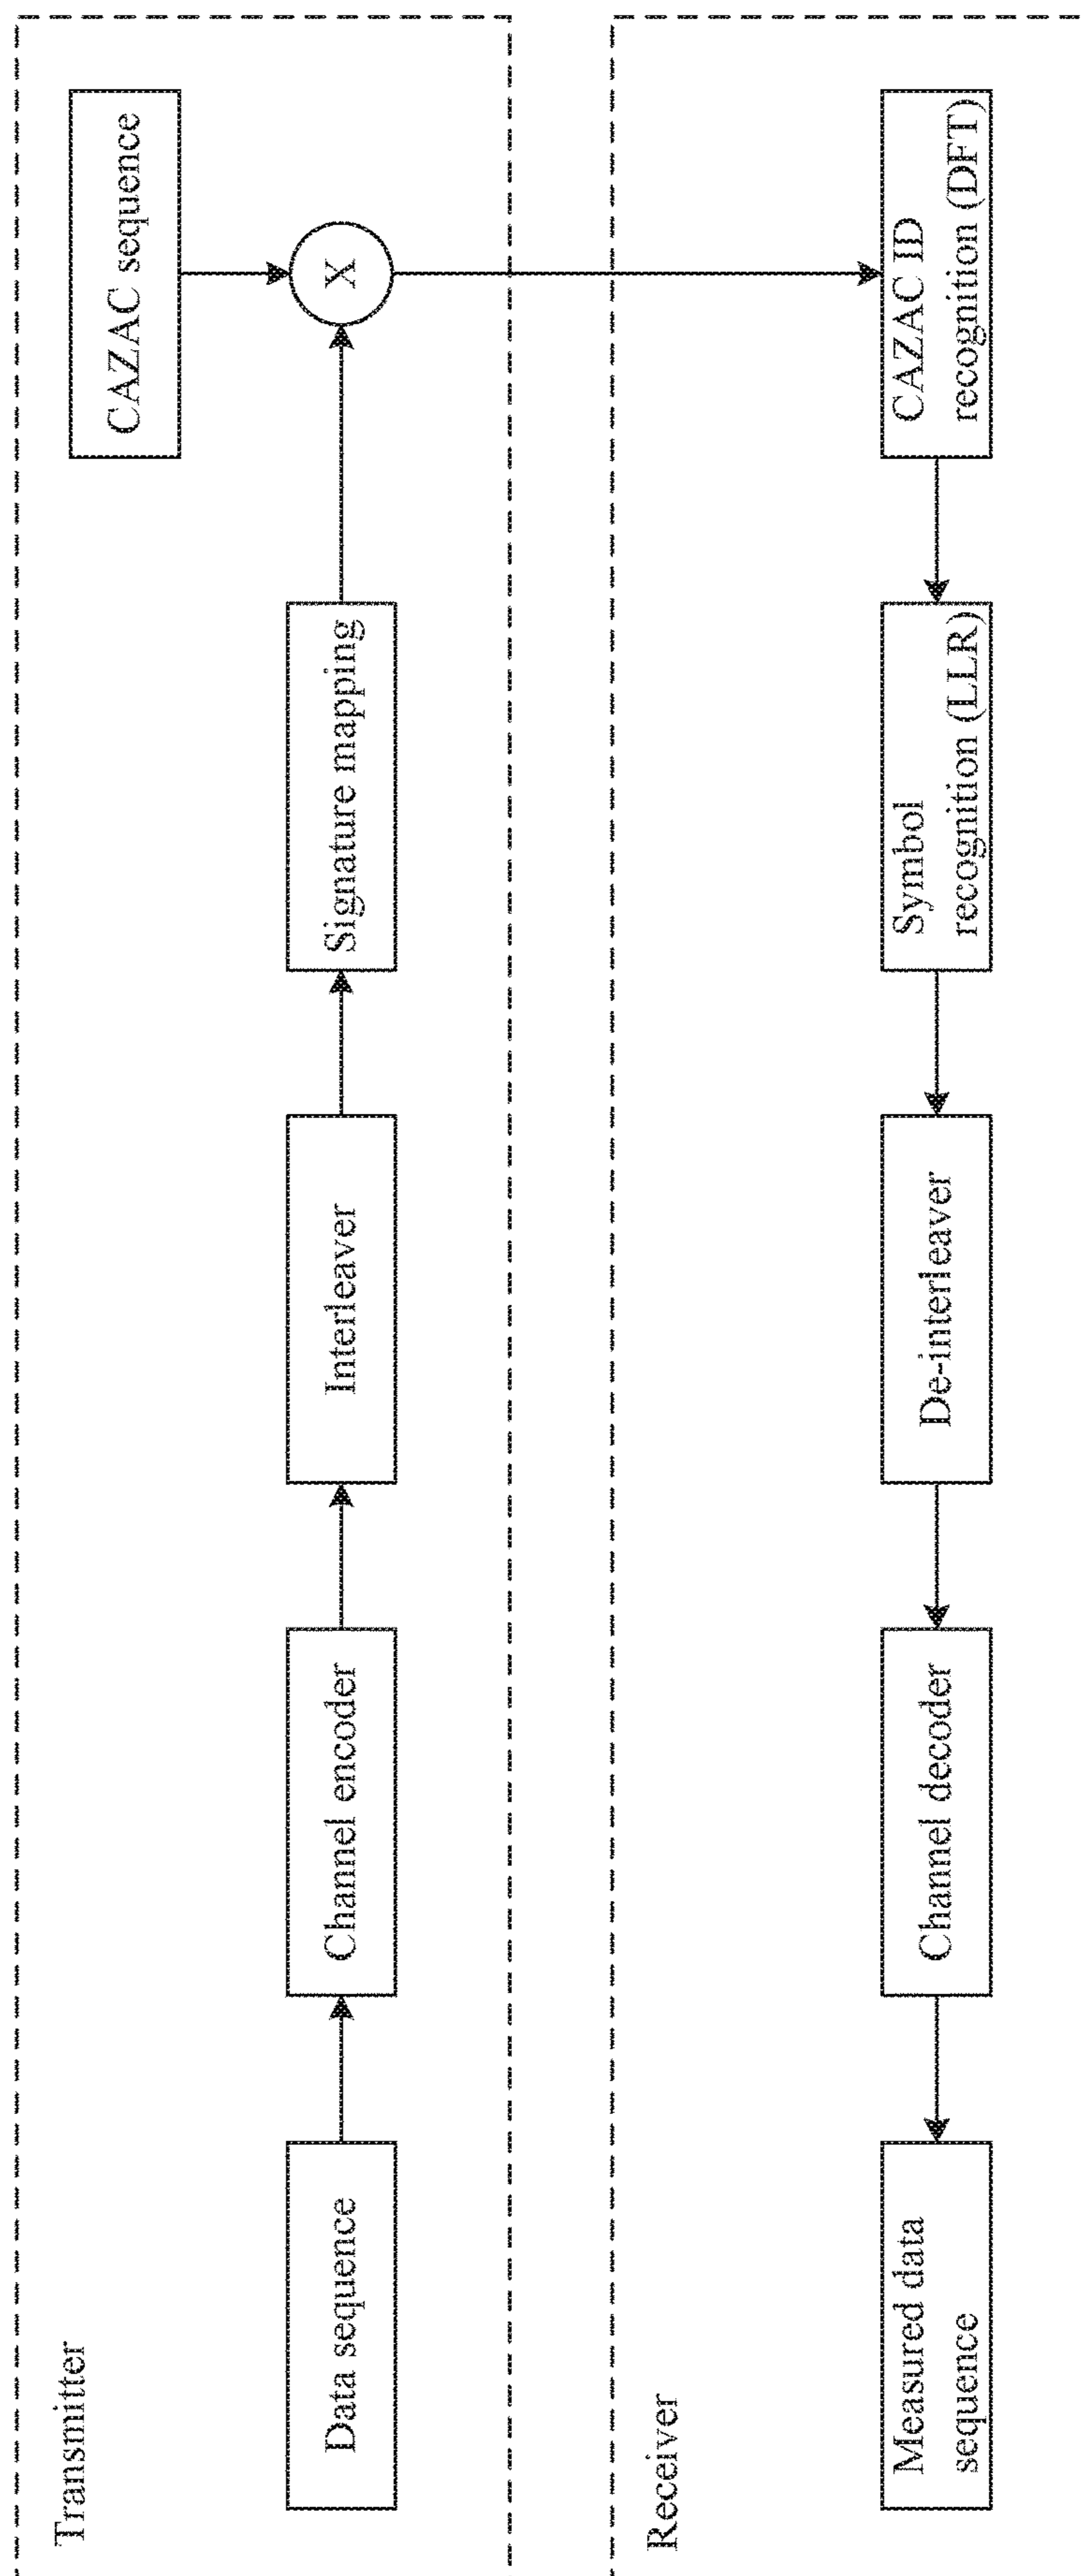 Transmitter
CAZAC sequence
Data sequence
Channel encoder
Interleaver
Signature mapping
X
Receiver
Measured data
sequence
Channel decoder
De-interleaver
Symbol
recognition (LLR)
CAZAC ID
recognition (DFT)